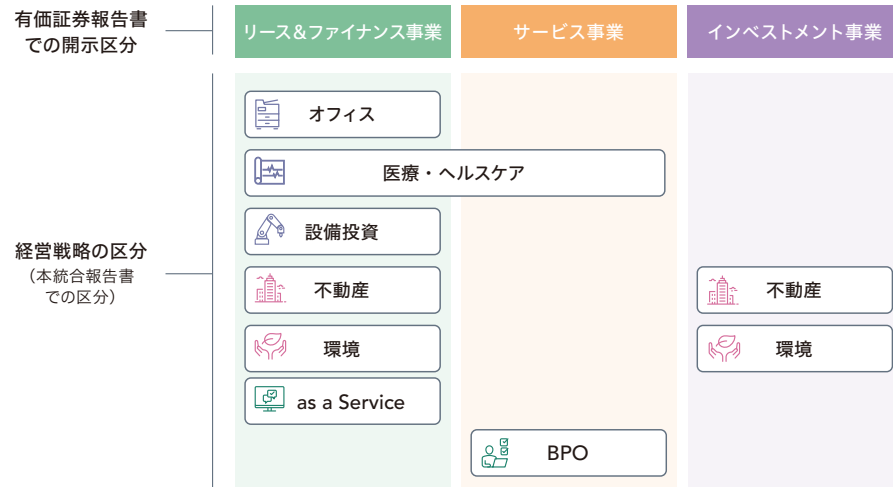 有価証券報告書
での開示区分
リース&ファイナンス事業
サービス事業
インベストメント事業
オフィス
医療・ヘルスケア
設備投資
経営戦略の区分
（本統合報告書
での区分）
不動産
不動産
環境
環境
as a Service
BPO